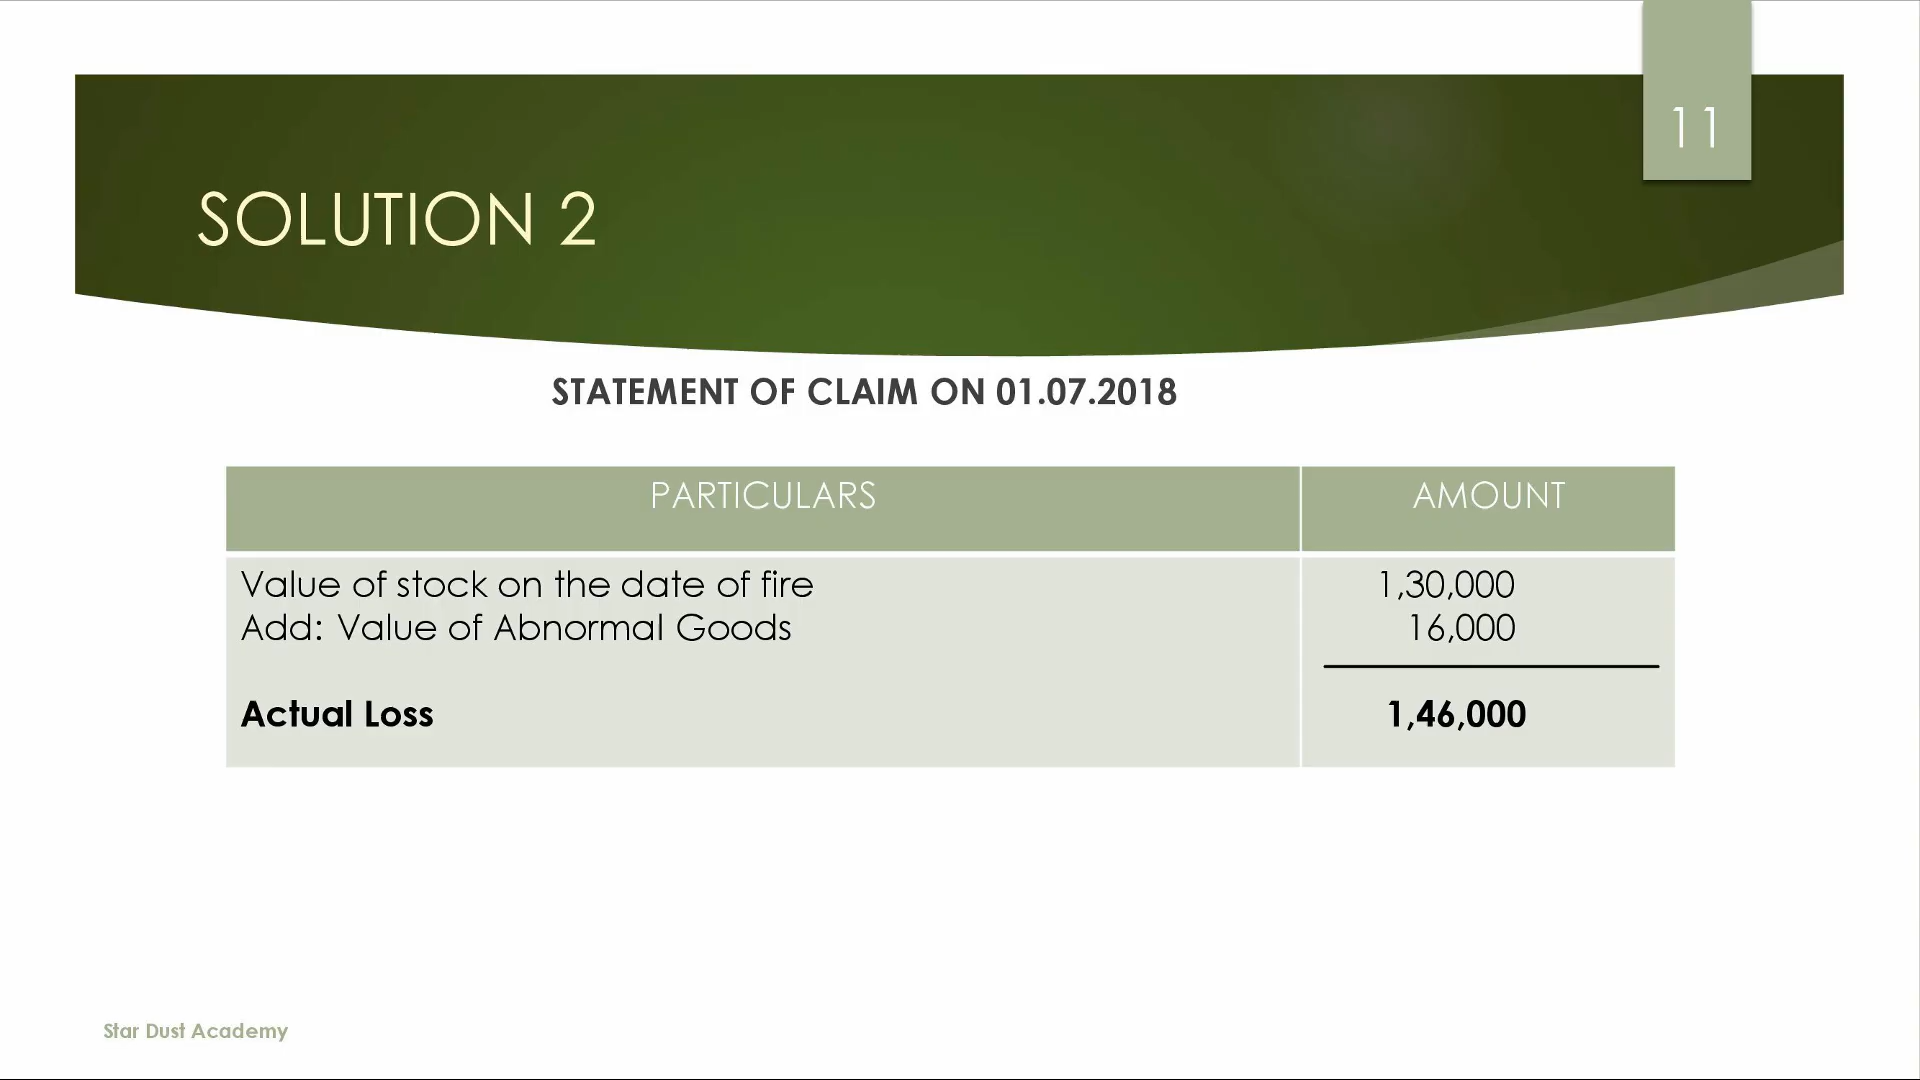 11
SOLUTION 2
STATEMENT OF CLAIM ON 01.07.2018
PARTICULARS AMOUNT
Value of stock on the date of fire 1,30,000
Add: Value of Abnormal Goods 16,000
Actual Loss 1,46,000
Star Dust Academy